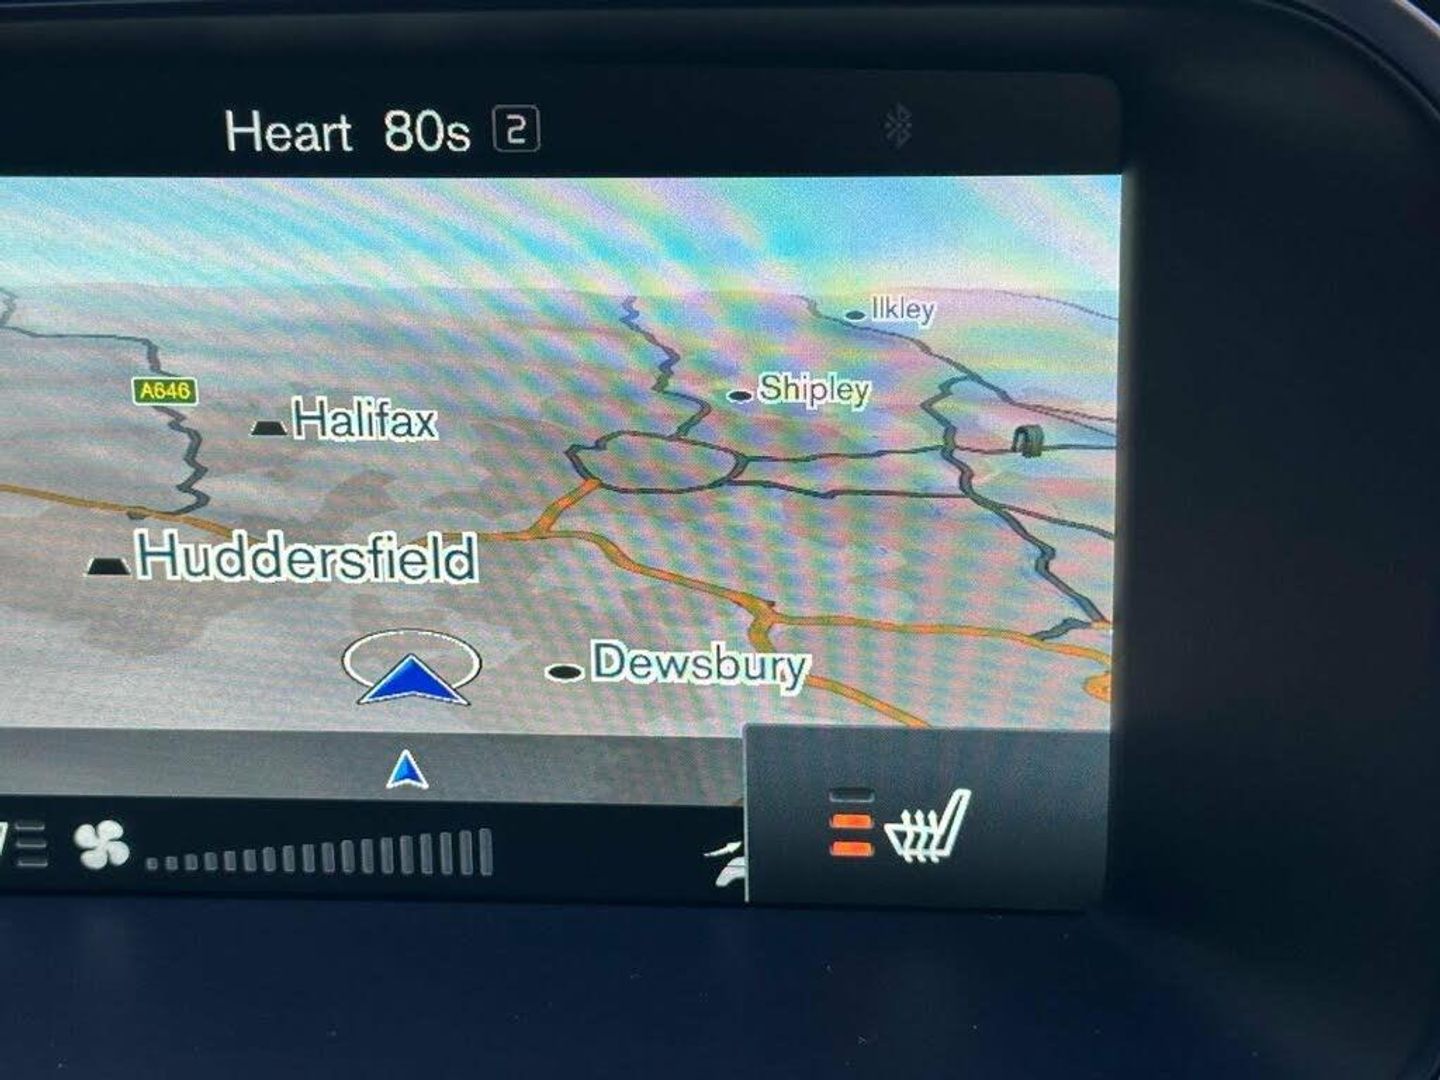 Heart 80s 2
Ilkley
A646
Shipley
Halifax
Huddersfield
Dewsbury